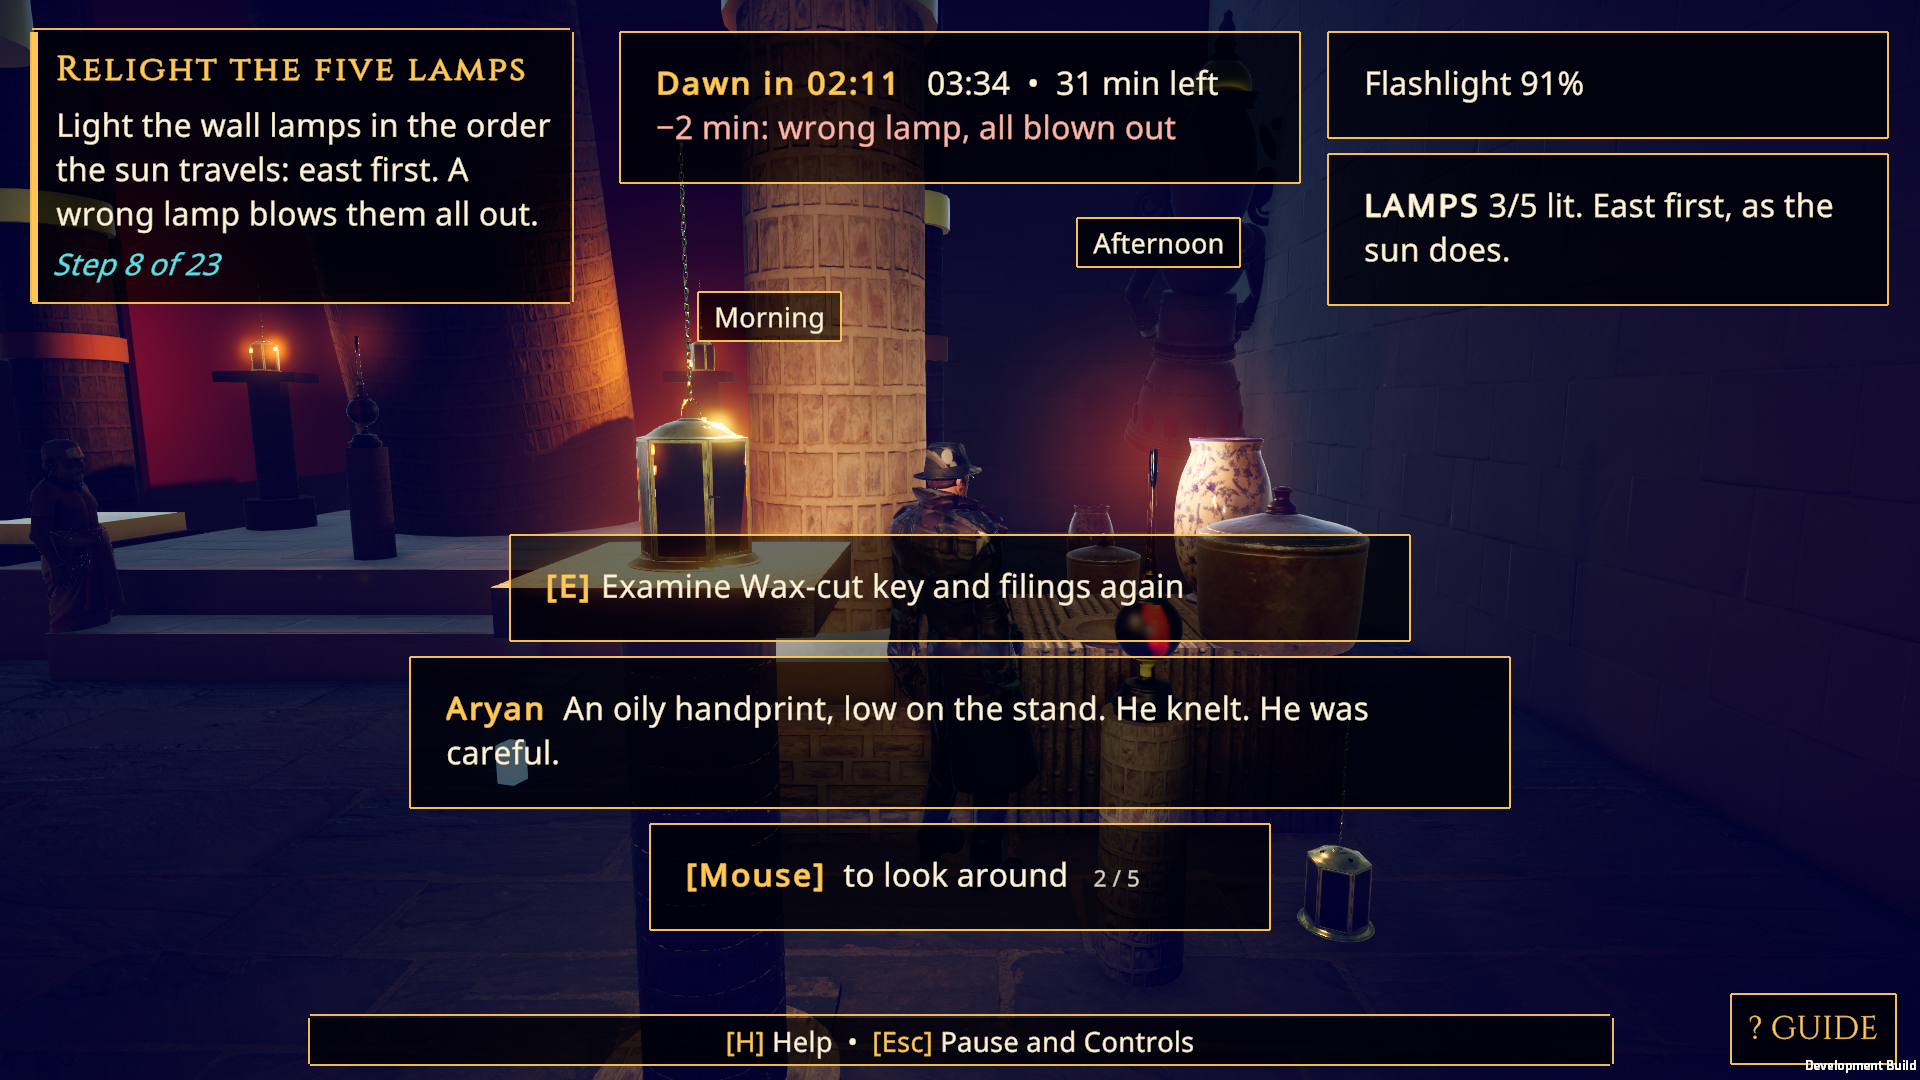 RELIGHT THE FIVE LAMPS
Light the wall lamps in the order
the sun travels: east first. A
wrong lamp blows them all out.
Step 8 of 23
Dawn in 02:11 03:34 • 31 min left
−2 min: wrong lamp, all blown out
Flashlight 91%
LAMPS 3/5 lit. East first, as the
sun does.
Afternoon
Morning
[E] Examine Wax-cut key and filings again
Aryan An oily handprint, low on the stand. He knelt. He was
careful.
[Mouse] to look around 2 / 5
[H] Help • [Esc] Pause and Controls
? GUIDE
Development Build